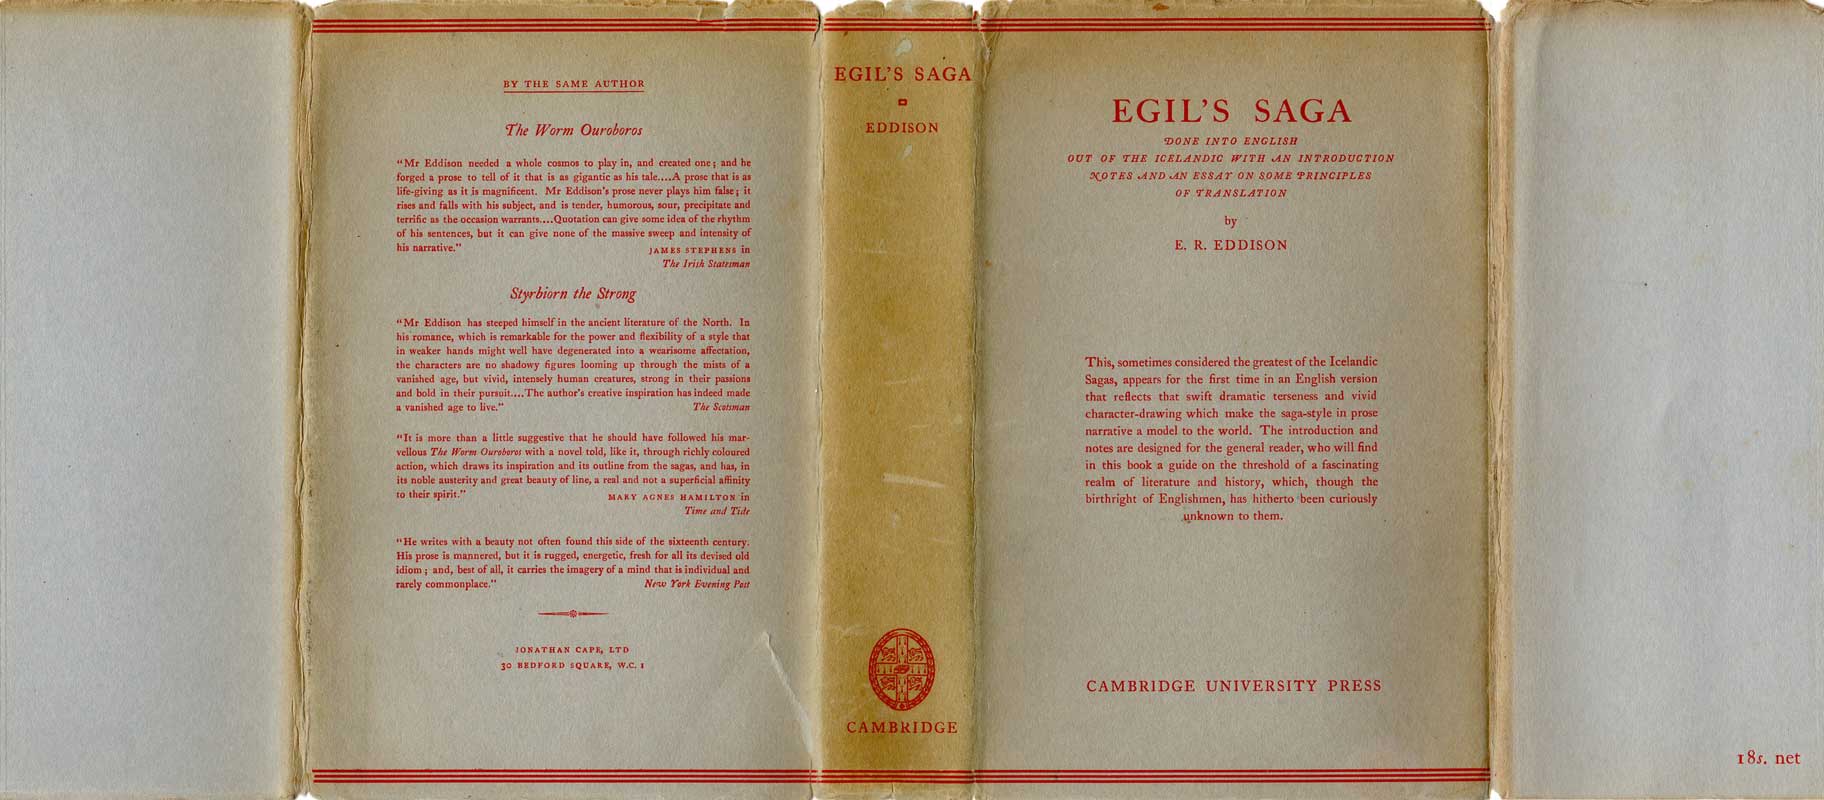 BY THE SAME AUTHOR
The Worm Ouroboros
“Mr Eddison needed a whole cosmos to play in, and created one; and he
forged a prose to tell of it that is as gigantic as his tale....A prose that is as
life-giving as it is magnificent. Mr Eddison's prose never plays him false; it
rises and falls with his subject, and is tender, humorous, sour, precipitate and
terrific as the occasion warrants....Quotation can give some idea of the rhythm
of his sentences, but it can give none of the massive sweep and intensity of
his narrative.” JAMES STEPHENS in
The Irish Statesman
Styrbiorn the Strong
“Mr Eddison has steeped himself in the ancient literature of the North. In
his romance, which is remarkable for the power and flexibility of a style that
in weaker hands might well have degenerated into a wearisome affectation,
the characters are no shadowy figures looming up through the mists of a
vanished age, but vivid, intensely human creatures, strong in their passions
and bold in their pursuit....The author's creative inspiration has indeed made
a vanished age to live.” The Scotsman
“It is more than a little suggestive that he should have followed his mar-
vellous The Worm Ouroboros with a novel told, like it, through richly coloured
action, which draws its inspiration and its outline from the sagas, and has, in
its noble austerity and great beauty of line, a real and not a superficial affinity
to their spirit.” MARY AGNES HAMILTON in
Time and Tide
“He writes with a beauty not often found this side of the sixteenth century.
His prose is mannered, but it is rugged, energetic, fresh for all its devised old
idiom; and, best of all, it carries the imagery of a mind that is individual and
rarely commonplace.” New York Evening Post
JONATHAN CAPE, LTD
30 BEDFORD SQUARE, W.C. 1
EGIL'S SAGA
EDDISON
CAMBRIDGE
EGIL'S SAGA
DONE INTO ENGLISH
OUT OF THE ICELANDIC WITH AN INTRODUCTION
NOTES AND AN ESSAY ON SOME PRINCIPLES
OF TRANSLATION
by
E. R. EDDISON
This, sometimes considered the greatest of the Icelandic
Sagas, appears for the first time in an English version
that reflects that swift dramatic terseness and vivid
character-drawing which make the saga-style in prose
narrative a model to the world. The introduction and
notes are designed for the general reader, who will find
in this book a guide on the threshold of a fascinating
realm of literature and history, which, though the
birthright of Englishmen, has hitherto been curiously
unknown to them.
CAMBRIDGE UNIVERSITY PRESS
18s. net